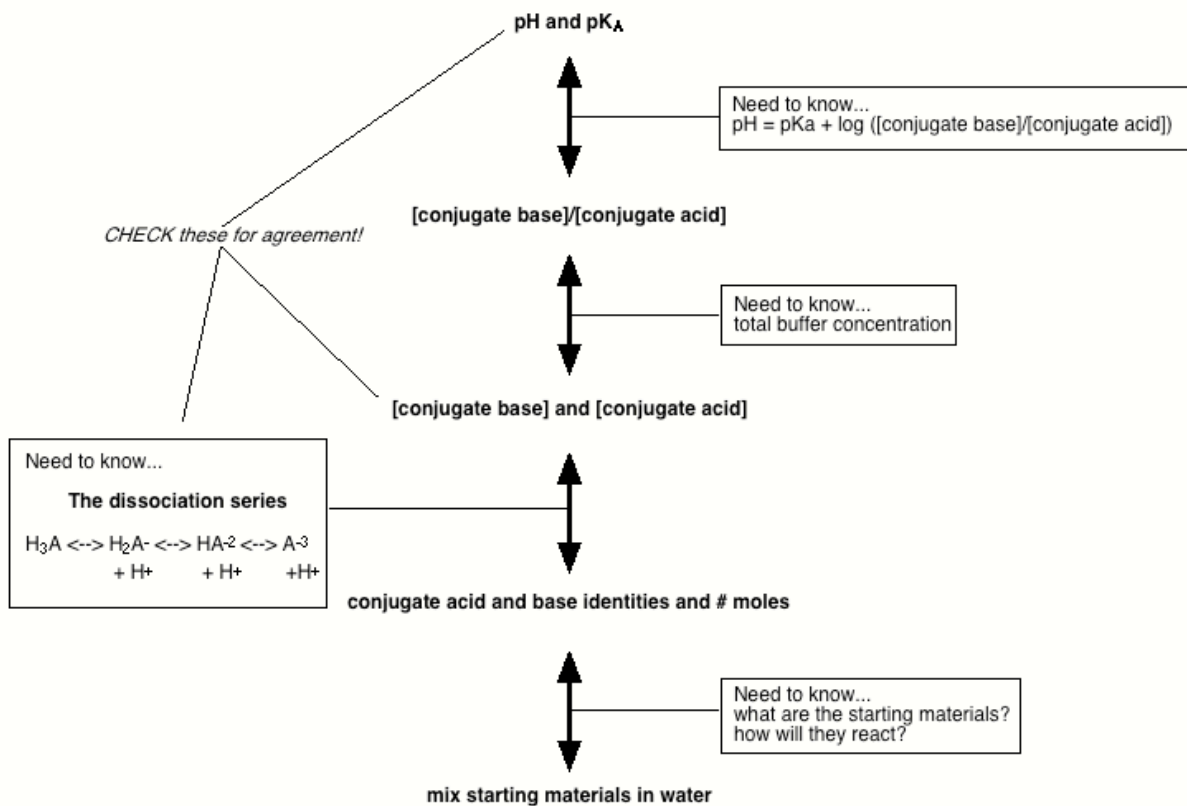 pH and pKA
Need to know...
pH = pKa + log ([conjugate base]/[conjugate acid])
[conjugate base]/[conjugate acid]
CHECK these for agreement!
Need to know...
total buffer concentration
[conjugate base] and [conjugate acid]
Need to know...
The dissociation series
H3A <--> H2A- <--> HA-2 <--> A-3
+ H+ + H+ +H+
conjugate acid and base identities and # moles
Need to know...
what are the starting materials?
how will they react?
mix starting materials in water